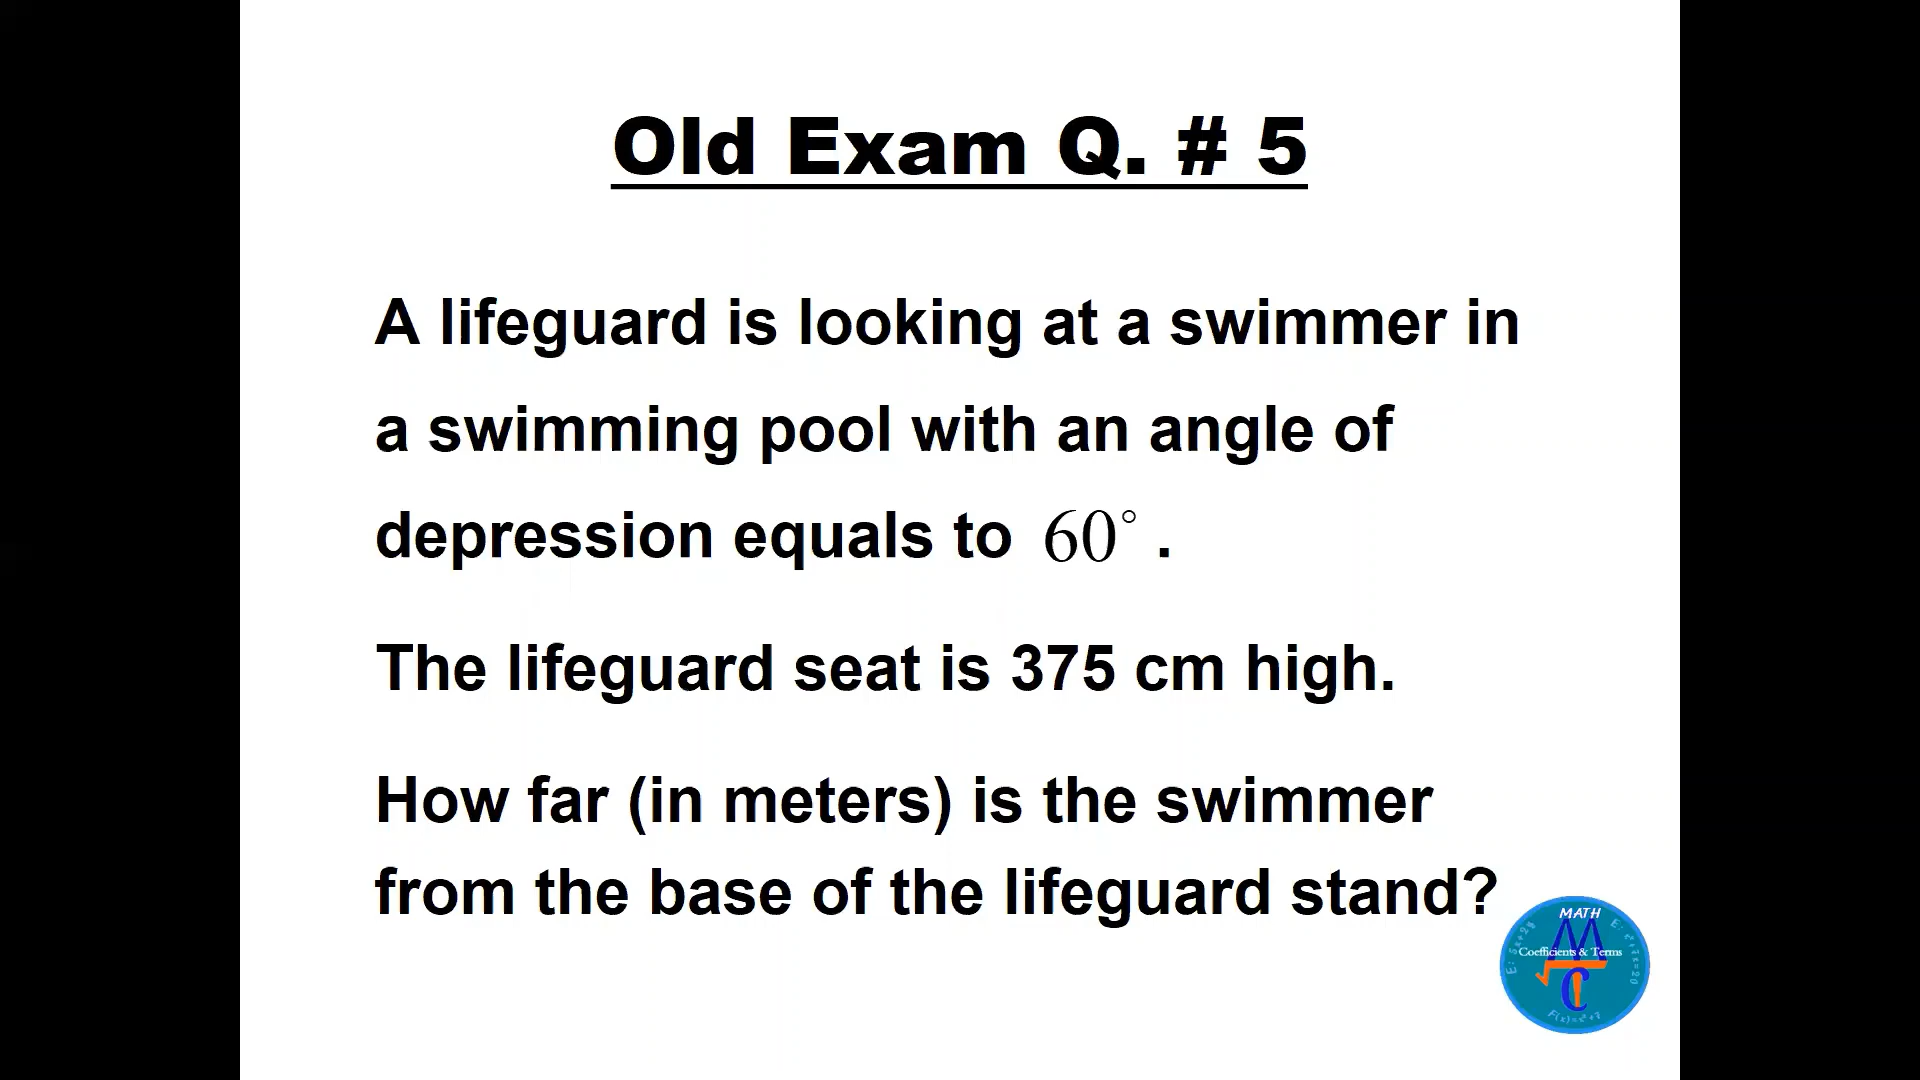 Old Exam Q. # 5
A lifeguard is looking at a swimmer in
a swimming pool with an angle of
depression equals to 60° .
The lifeguard seat is 375 cm high.
How far (in meters) is the swimmer
from the base of the lifeguard stand?
MATH
Coefficients & Terms